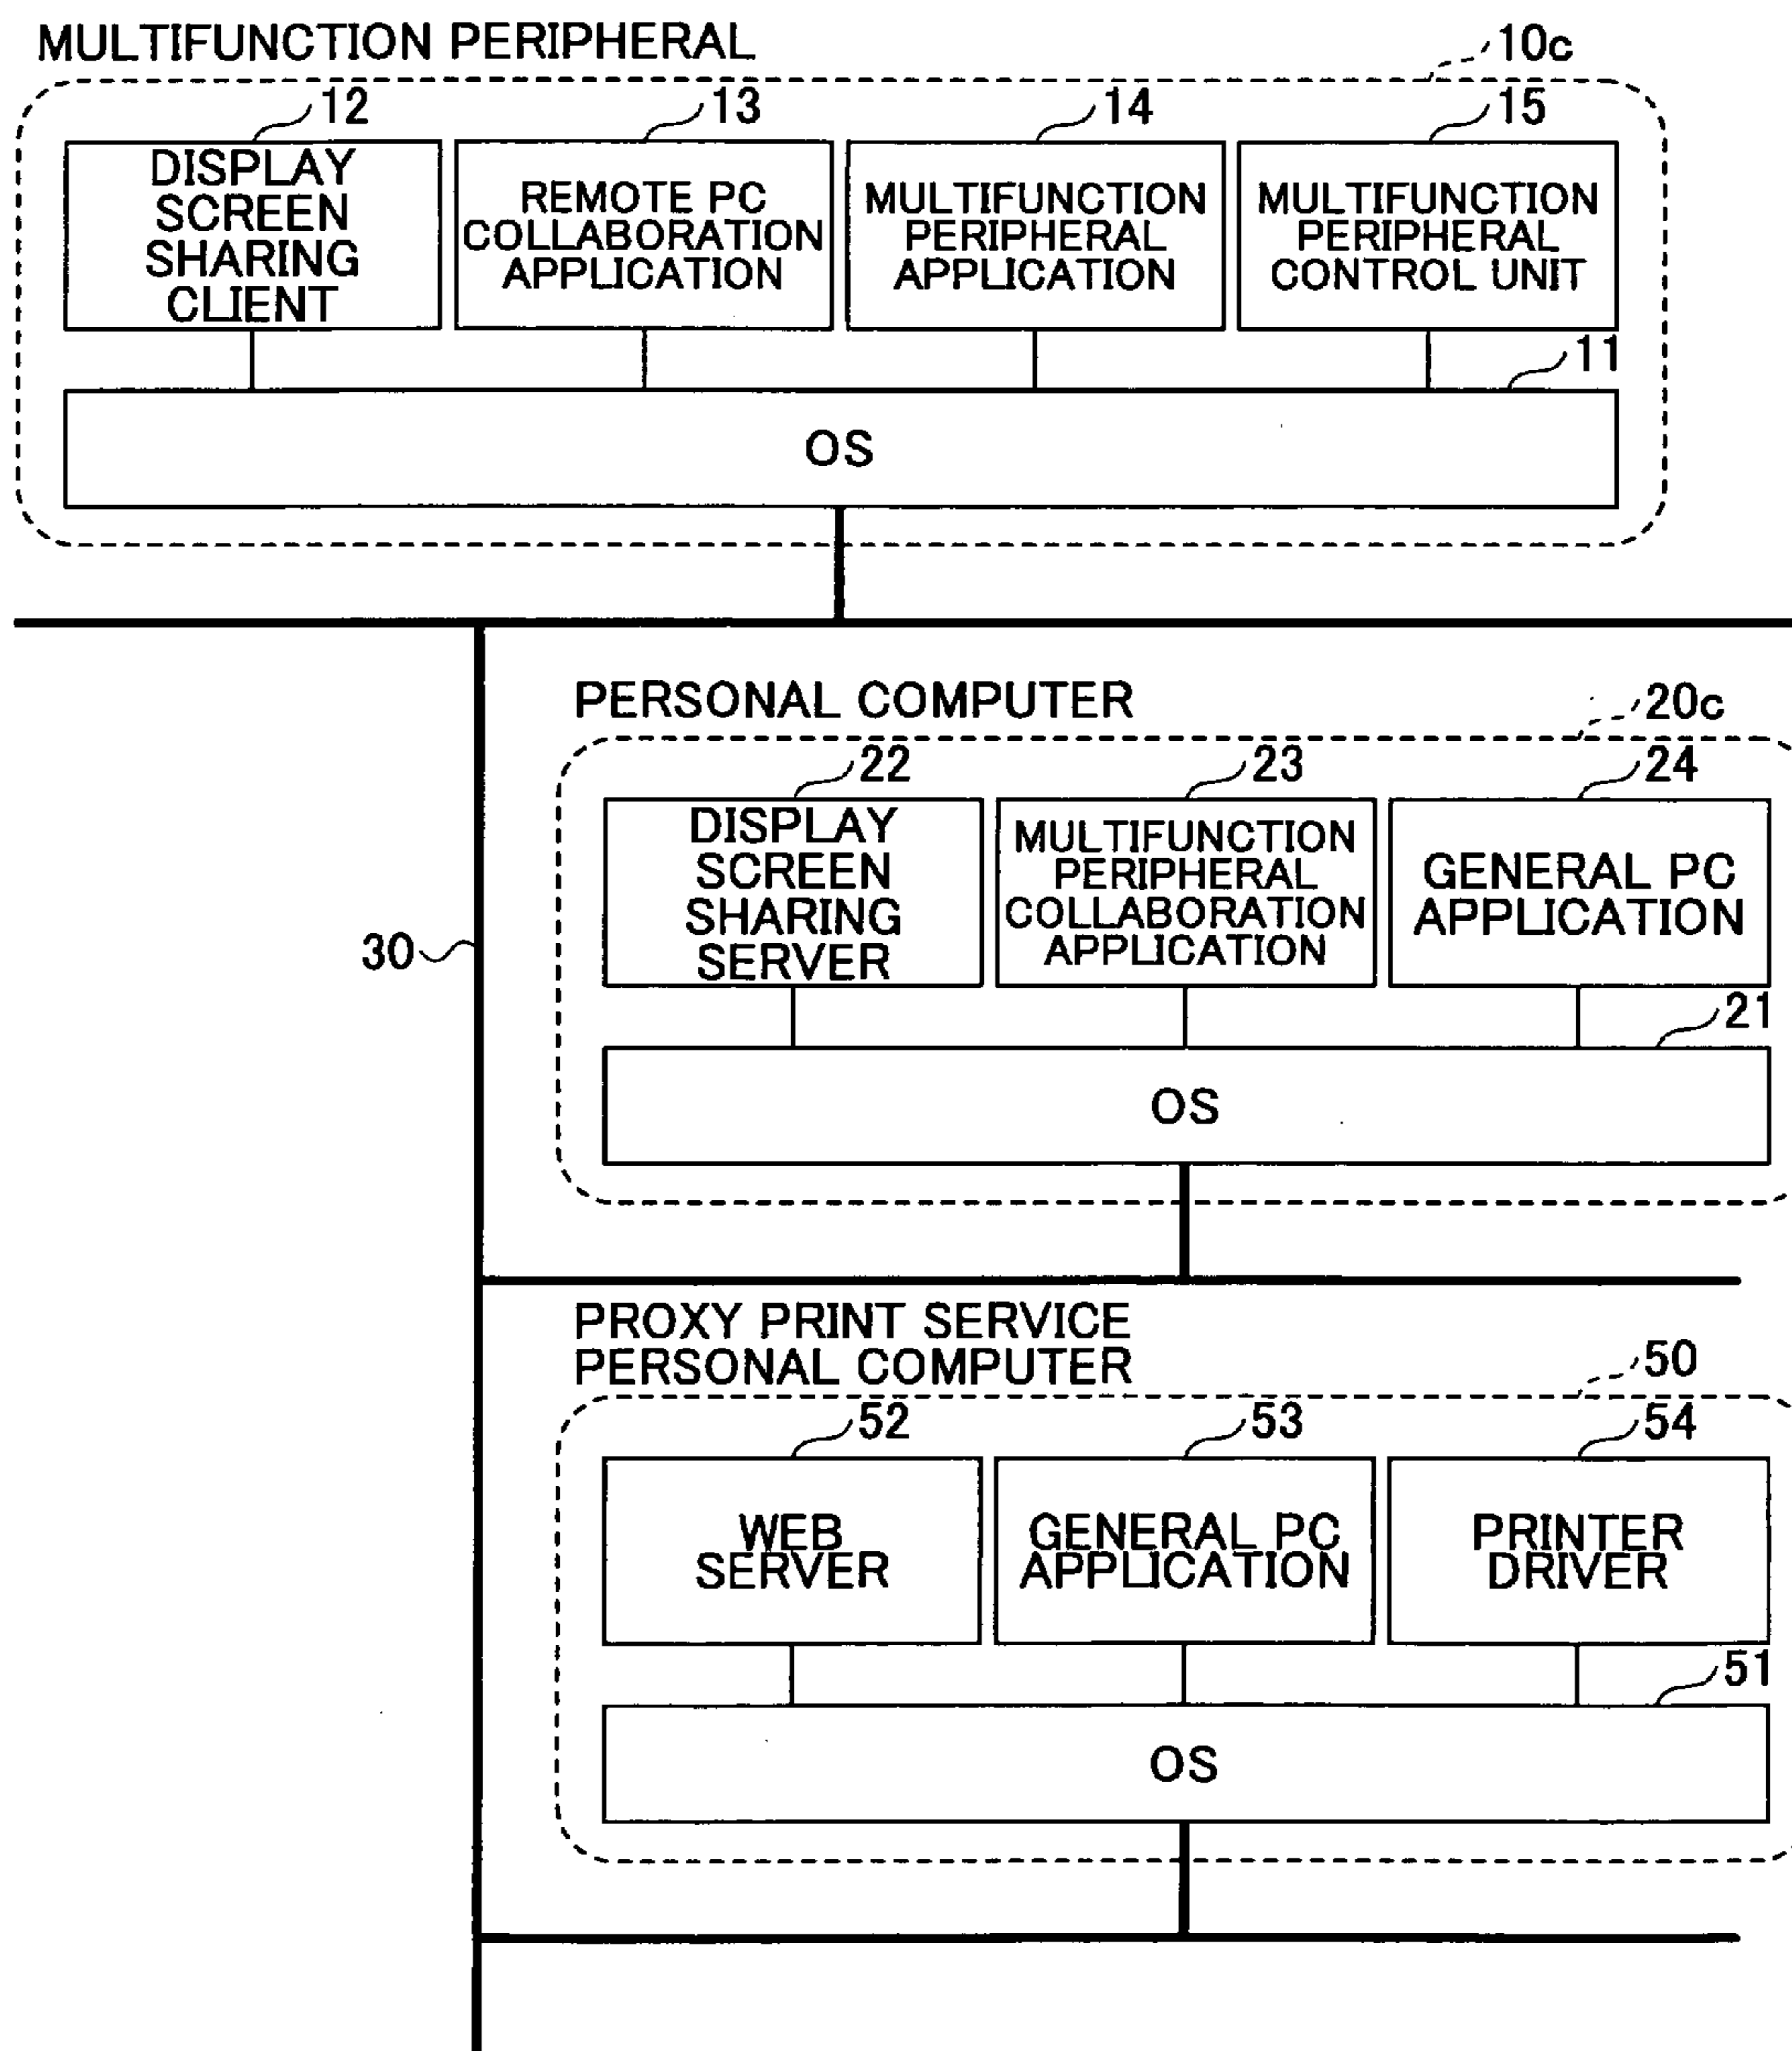 MULTIFUNCTION PERIPHERAL
10c
12
13
14
15
DISPLAY
SCREEN
SHARING
CLIENT
REMOTE PC
COLLABORATION
APPLICATION
MULTIFUNCTION
PERIPHERAL
APPLICATION
MULTIFUNCTION
PERIPHERAL
CONTROL UNIT
11
OS
PERSONAL COMPUTER
20c
22
23
24
DISPLAY
SCREEN
SHARING
SERVER
MULTIFUNCTION
PERIPHERAL
COLLABORATION
APPLICATION
GENERAL PC
APPLICATION
30
21
OS
PROXY PRINT SERVICE
PERSONAL COMPUTER
50
52
53
54
WEB
SERVER
GENERAL PC
APPLICATION
PRINTER
DRIVER
51
OS